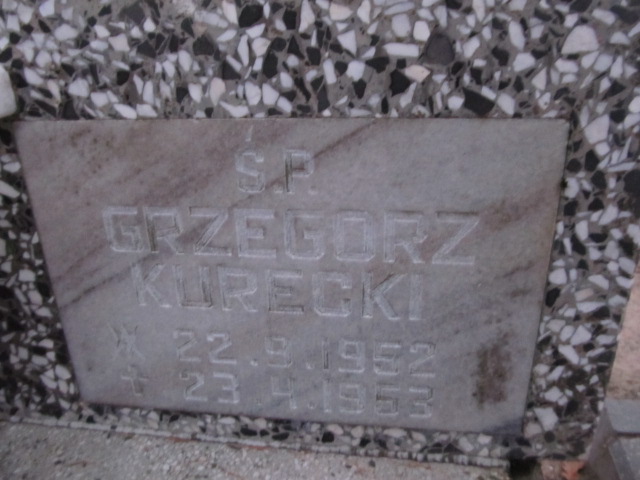 Ś.P.
GRZEGORZ
KURECKI
22.9.1952
✝ 23.4.1953